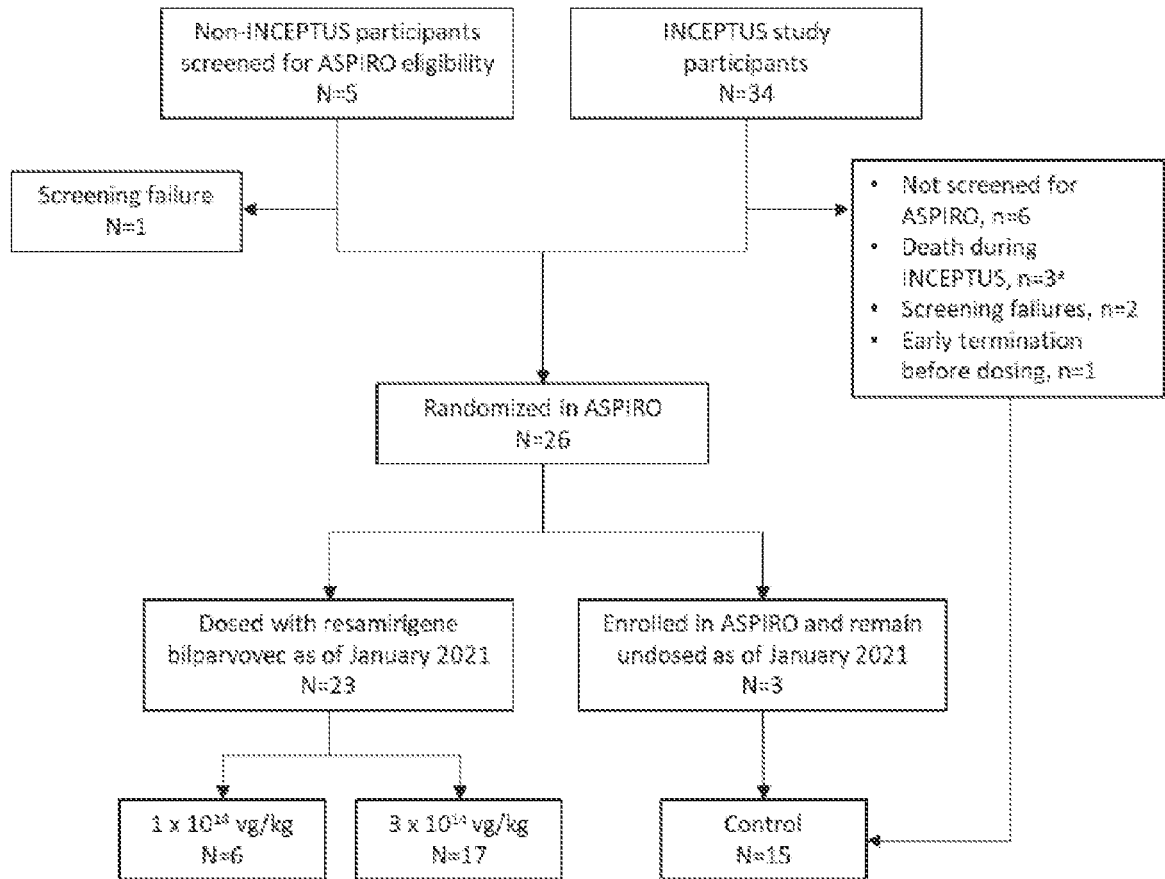 Non-INCEPTUS participants
screened for ASPIRO eligibility
N=5
INCEPTUS study
participants
N=34
Screening failure
N=1
• Not screened for
ASPIRO, n=6
• Death during
INCEPTUS, n=3ᵃ
• Screening failures, n=2
• Early termination
before dosing, n=1
Randomized in ASPIRO
N=26
Dosed with resamirigene
bilparvovec as of January 2021
N=23
Enrolled in ASPIRO and remain
undosed as of January 2021
N=3
1 x 10¹⁴ vg/kg
N=6
3 x 10¹⁴ vg/kg
N=17
Control
N=15